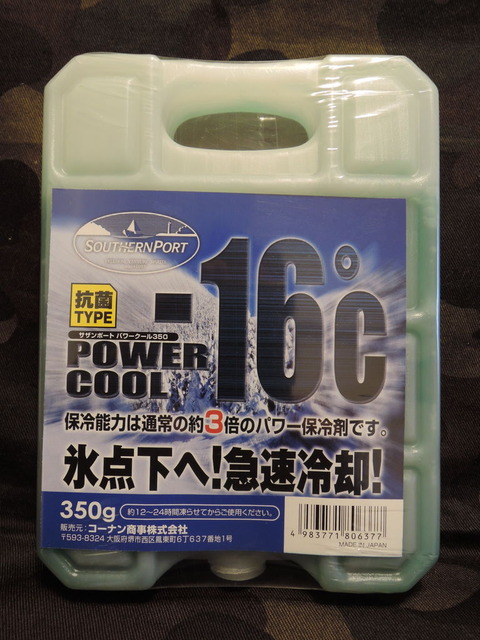 SOUTHERNPORT
-16℃
抗菌
TYPE
サザンポート パワークール350
POWER
COOL
保冷能力は通常の約3倍のパワー保冷剤です。
氷点下へ!急速冷却!
350g
約12〜24時間凍らせてからご使用ください。
販売元:コーナン商事株式会社
〒593-8324 大阪府堺市西区鳳東町6丁637番地1号
4 983771 806377
MADE IN JAPAN